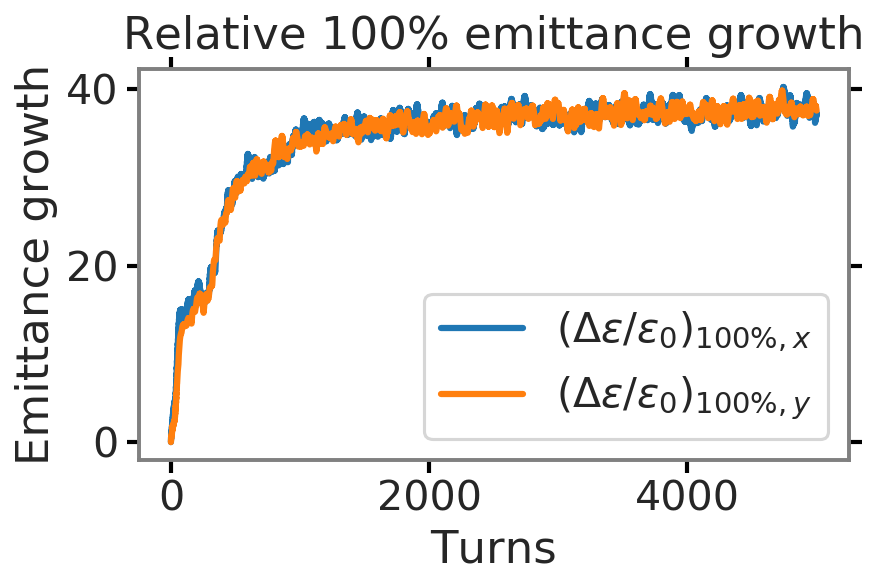 Relative 100% emittance growth
Emittance growth
40
20
0
(Δε/ε₀)₁₀₀%,ₓ
(Δε/ε₀)₁₀₀%,y
0 2000 4000
Turns